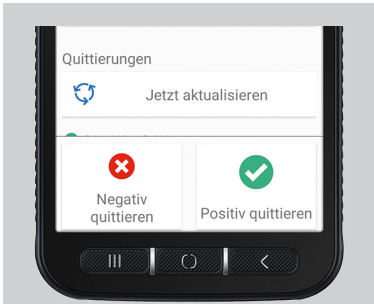 Quittierungen
Jetzt aktualisieren
Negativ
quittieren
Positiv quittieren